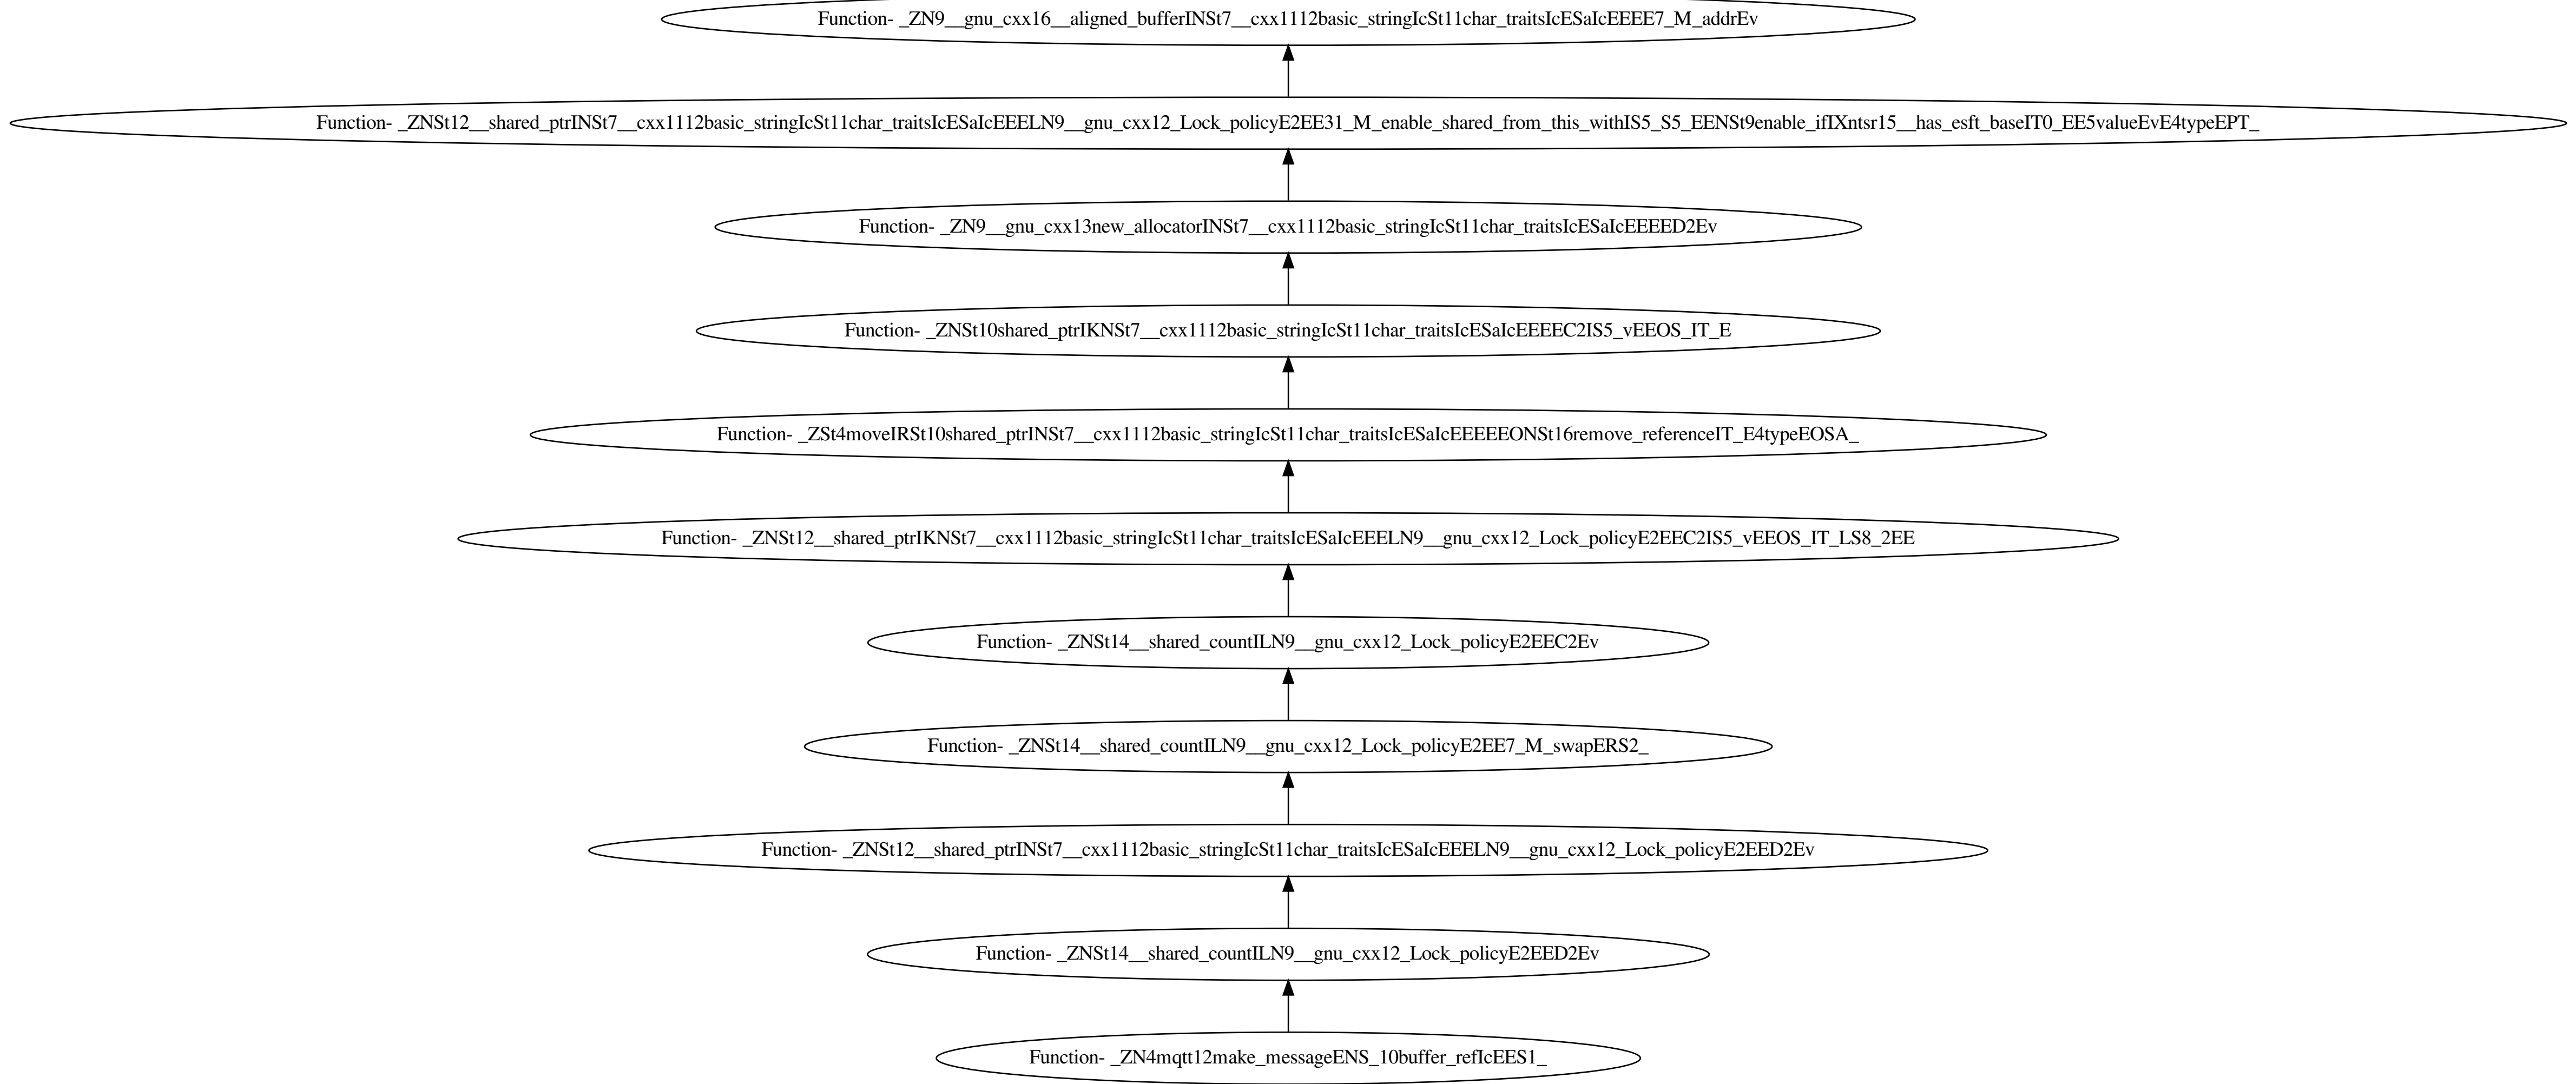 Function- _ZN9__gnu_cxx16__aligned_bufferINSt7__cxx1112basic_stringIcSt11char_traitsIcESaIcEEEE7_M_addrEv
Function- _ZNSt12__shared_ptrINSt7__cxx1112basic_stringIcSt11char_traitsIcESaIcEEELN9__gnu_cxx12_Lock_policyE2EE31_M_enable_shared_from_this_withIS5_S5_EENSt9enable_ifIXntsr15__has_esft_baseIT0_EE5valueEvE4typeEPT_
Function- _ZN9__gnu_cxx13new_allocatorINSt7__cxx1112basic_stringIcSt11char_traitsIcESaIcEEEED2Ev
Function- _ZNSt10shared_ptrIKNSt7__cxx1112basic_stringIcSt11char_traitsIcESaIcEEEEC2IS5_vEEOS_IT_E
Function- _ZSt4moveIRSt10shared_ptrINSt7__cxx1112basic_stringIcSt11char_traitsIcESaIcEEEEEONSt16remove_referenceIT_E4typeEOSA_
Function- _ZNSt12__shared_ptrIKNSt7__cxx1112basic_stringIcSt11char_traitsIcESaIcEEELN9__gnu_cxx12_Lock_policyE2EEC2IS5_vEEOS_IT_LS8_2EE
Function- _ZNSt14__shared_countILN9__gnu_cxx12_Lock_policyE2EEC2Ev
Function- _ZNSt14__shared_countILN9__gnu_cxx12_Lock_policyE2EE7_M_swapERS2_
Function- _ZNSt12__shared_ptrINSt7__cxx1112basic_stringIcSt11char_traitsIcESaIcEEELN9__gnu_cxx12_Lock_policyE2EED2Ev
Function- _ZNSt14__shared_countILN9__gnu_cxx12_Lock_policyE2EED2Ev
Function- _ZN4mqtt12make_messageENS_10buffer_refIcEES1_